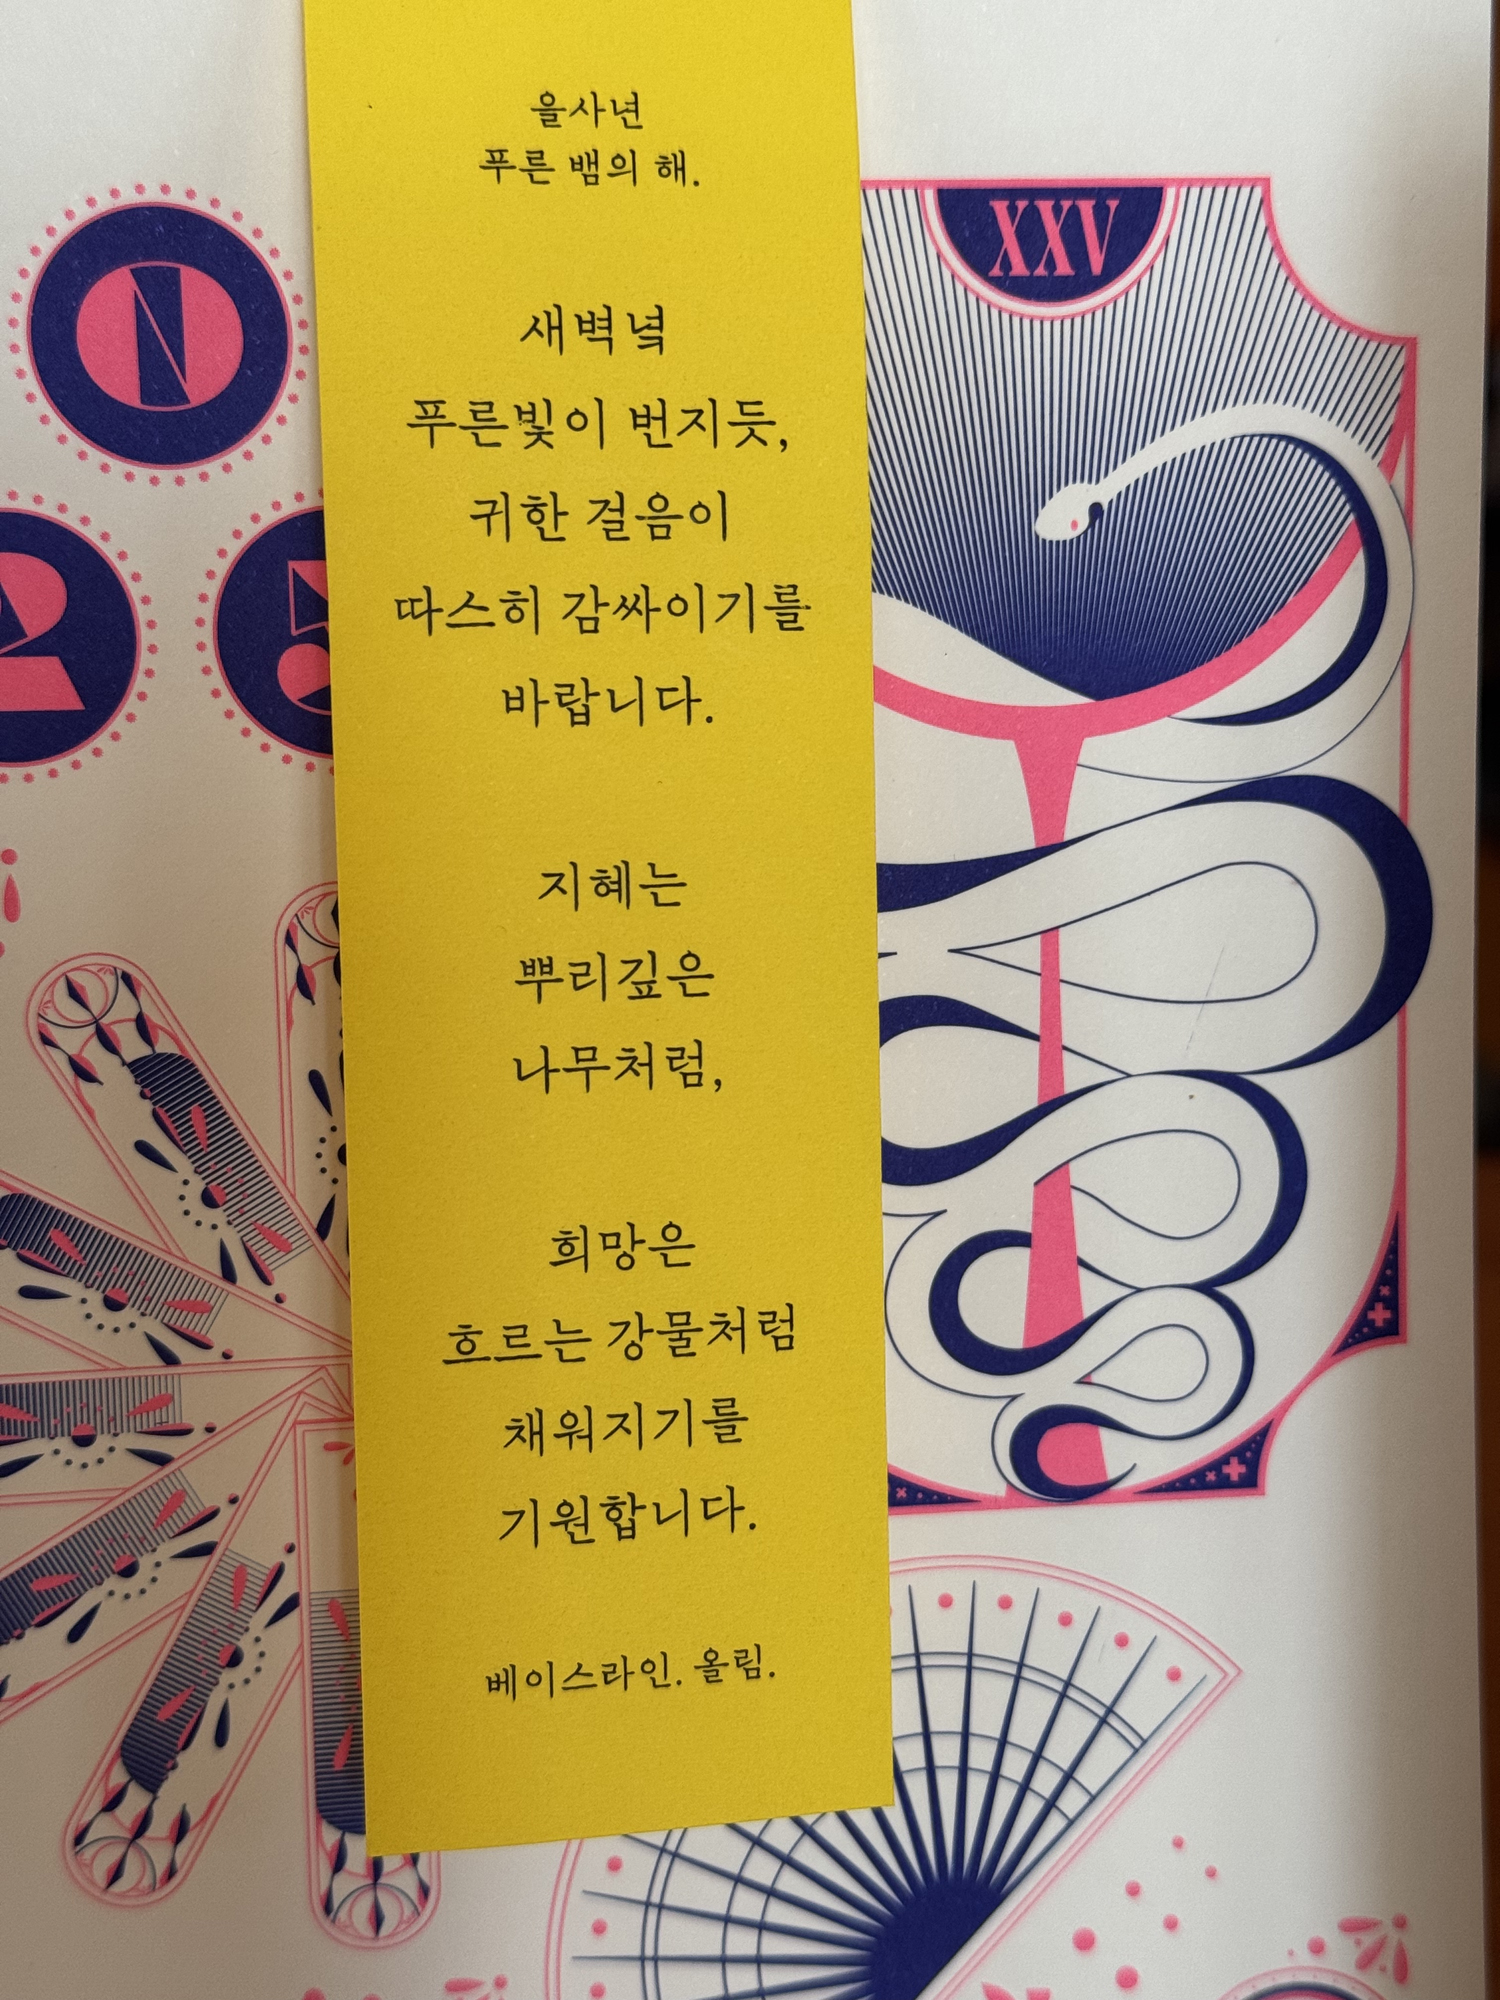 을사년
푸른 뱀의 해.
새벽녘
푸른빛이 번지듯,
귀한 걸음이
따스히 감싸이기를
바랍니다.
지혜는
뿌리깊은
나무처럼,
희망은
흐르는 강물처럼
채워지기를
기원합니다.
베이스라인. 올림.
XXV
N
2
5